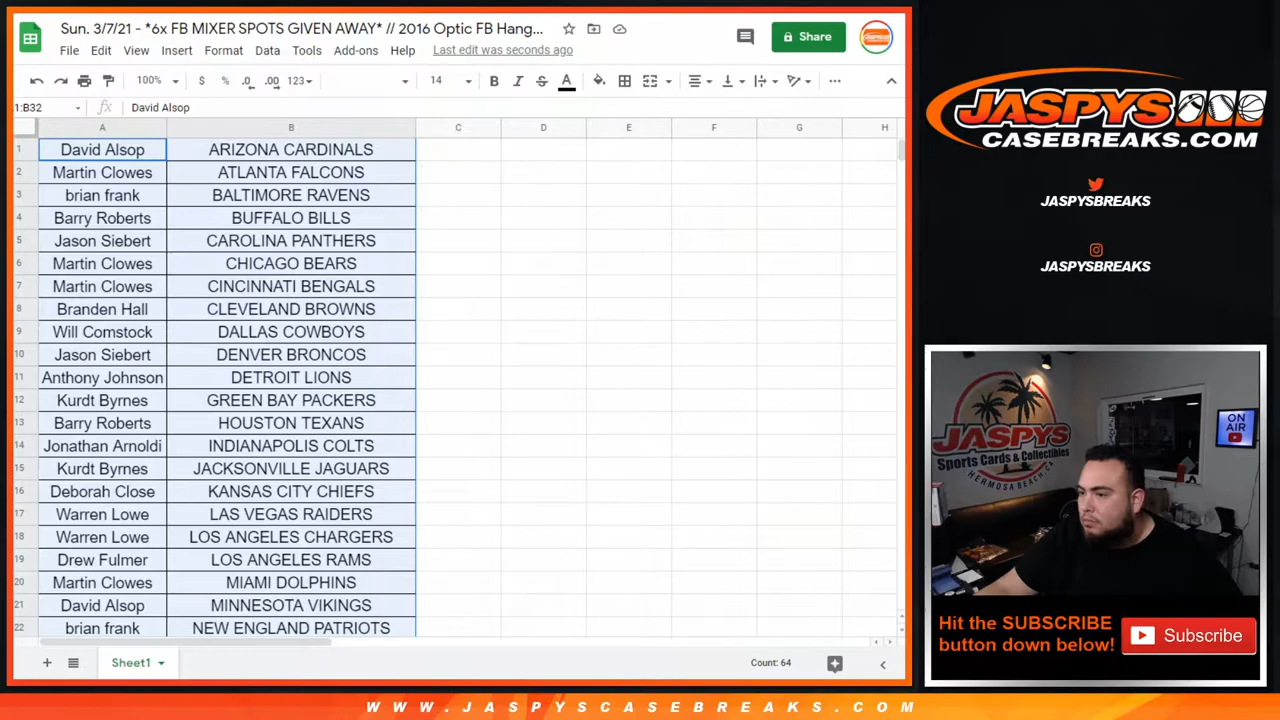 Sun. 3/7/21 - *6x FB MIXER SPOTS GIVEN AWAY* // 2016 Optic FB Hang...
Share
File Edit View Insert Format Data Tools Add-ons Help Last edit was seconds ago
100% $ % .0 .00 123 14 B I S A
1:B32 fx David Alsop
A B C D E F G H
1 David Alsop ARIZONA CARDINALS
2 Martin Clowes ATLANTA FALCONS
3 brian frank BALTIMORE RAVENS
4 Barry Roberts BUFFALO BILLS
5 Jason Siebert CAROLINA PANTHERS
6 Martin Clowes CHICAGO BEARS
7 Martin Clowes CINCINNATI BENGALS
8 Branden Hall CLEVELAND BROWNS
9 Will Comstock DALLAS COWBOYS
10 Jason Siebert DENVER BRONCOS
11 Anthony Johnson DETROIT LIONS
12 Kurdt Byrnes GREEN BAY PACKERS
13 Barry Roberts HOUSTON TEXANS
14 Jonathan Arnoldi INDIANAPOLIS COLTS
15 Kurdt Byrnes JACKSONVILLE JAGUARS
16 Deborah Close KANSAS CITY CHIEFS
17 Warren Lowe LAS VEGAS RAIDERS
18 Warren Lowe LOS ANGELES CHARGERS
19 Drew Fulmer LOS ANGELES RAMS
20 Martin Clowes MIAMI DOLPHINS
21 David Alsop MINNESOTA VIKINGS
22 brian frank NEW ENGLAND PATRIOTS
Sheet1
Count: 64
JASPYS
CASEBREAKS.COM
JASPYSBREAKS
JASPYSBREAKS
JASPYS
Sports Cards & Collectibles
HERMOSA BEACH, CA
ON
AIR
Hit the SUBSCRIBE
button down below!
Subscribe
WWW.JASPYSCASEBREAKS.COM